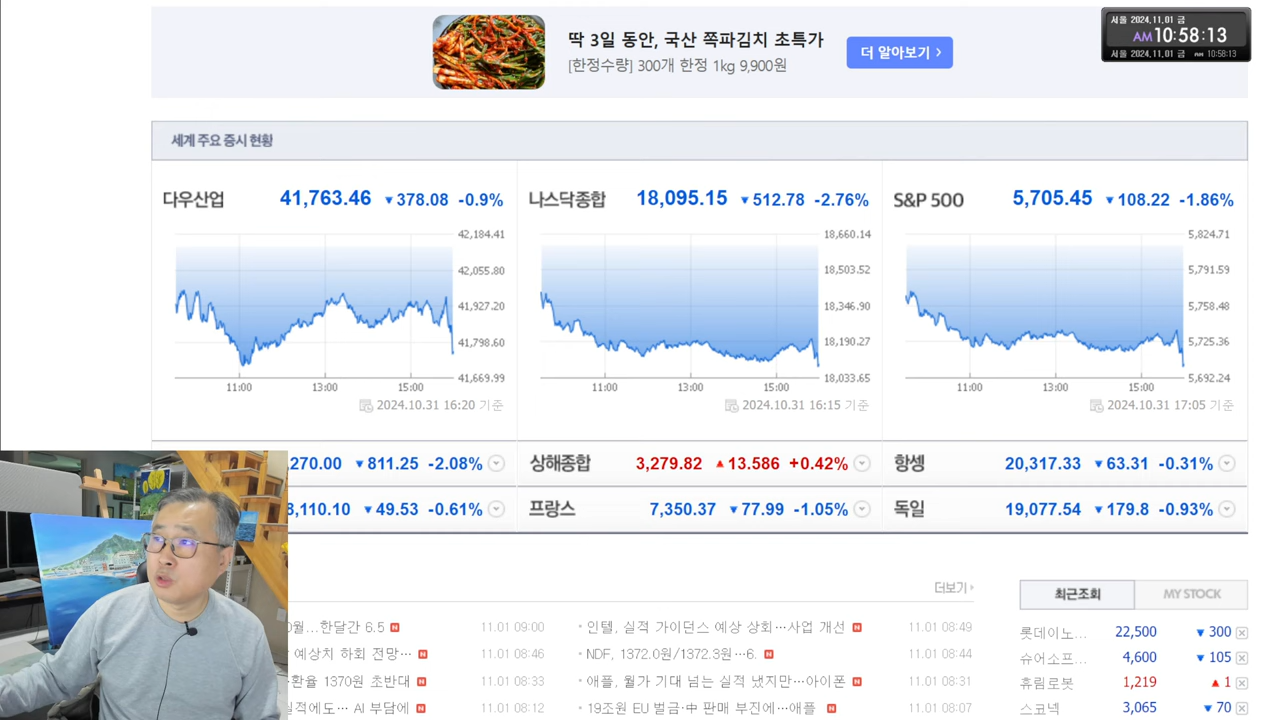 딱 3일 동안, 국산 쪽파김치 초특가
[한정수량] 300개 한정 1kg 9,900원
더 알아보기 >
서울 2024.11.01 금
AM 10:58:13
서울 2024.11.01 금 AM 10:58:13
세계 주요 증시 현황
다우산업 41,763.46 ▼378.08 -0.9%
42,184.41
42,055.80
41,927.20
41,798.60
41,669.99
11:00 13:00 15:00
2024.10.31 16:20 기준
나스닥종합 18,095.15 ▼512.78 -2.76%
18,660.14
18,503.52
18,346.90
18,190.27
18,033.65
11:00 13:00 15:00
2024.10.31 16:15 기준
S&P 500 5,705.45 ▼108.22 -1.86%
5,824.71
5,791.59
5,758.48
5,725.36
5,692.24
11:00 13:00 15:00
2024.10.31 17:05 기준
270.00 ▼811.25 -2.08%
상해종합 3,279.82 ▲13.586 +0.42%
항셍 20,317.33 ▼63.31 -0.31%
,110.10 ▼49.53 -0.61%
프랑스 7,350.37 ▼77.99 -1.05%
독일 19,077.54 ▼179.8 -0.93%
더보기
월…한달간 6.5 N 11.01 09:00
예상치 하회 전망… N 11.01 08:46
환율 1370원 초반대 N 11.01 08:33
실적에도… AI 부담에 N 11.01 08:12
인텔, 실적 가이던스 예상 상회…사업 개선 N 11.01 08:49
NDF, 1372.0원/1372.3원…6. N 11.01 08:44
애플, 월가 기대 넘는 실적 냈지만…아이폰 N 11.01 08:31
19조원 EU 벌금·中 판매 부진에…애플 N 11.01 08:07
최근조회 MY STOCK
롯데이노… 22,500 ▼300
슈어소프… 4,600 ▼105
휴림로봇 1,219 ▲1
스코넥 3,065 ▼70